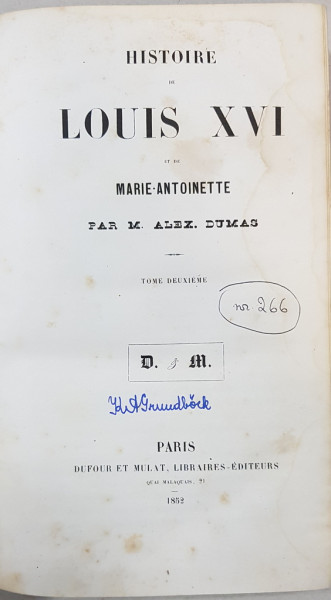 HISTOIRE
DE
LOUIS XVI
ET DE
MARIE-ANTOINETTE
PAR M. ALEX. DUMAS
TOME DEUXIÈME
nr. 266
D. & M.
Grundböck
PARIS
DUFOUR ET MULAT, LIBRAIRES-ÉDITEURS
QUAI MALAQUAIS, 21
1852